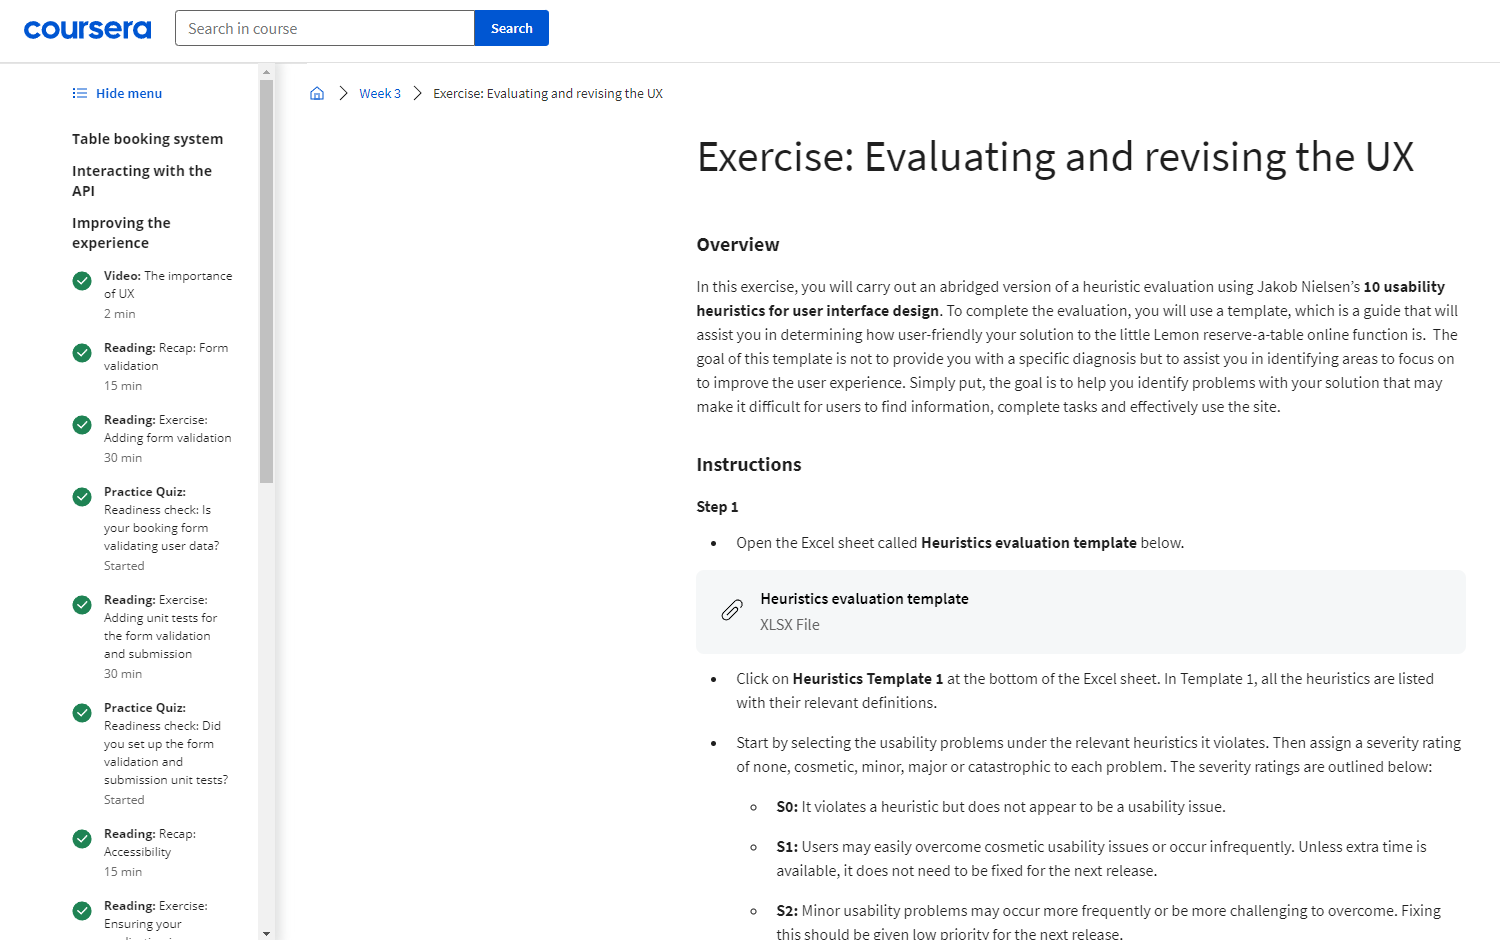 coursera
Search in course
Search
Hide menu
Table booking system
Interacting with the
API
Improving the
experience
Video: The importance
of UX
2 min
Reading: Recap: Form
validation
15 min
Reading: Exercise:
Adding form validation
30 min
Practice Quiz:
Readiness check: Is
your booking form
validating user data?
Started
Reading: Exercise:
Adding unit tests for
the form validation
and submission
30 min
Practice Quiz:
Readiness check: Did
you set up the form
validation and
submission unit tests?
Started
Reading: Recap:
Accessibility
15 min
Reading: Exercise:
Ensuring your
Week 3
Exercise: Evaluating and revising the UX
Exercise: Evaluating and revising the UX
Overview
In this exercise, you will carry out an abridged version of a heuristic evaluation using Jakob Nielsen’s 10 usability
heuristics for user interface design. To complete the evaluation, you will use a template, which is a guide that will
assist you in determining how user-friendly your solution to the little Lemon reserve-a-table online function is. The
goal of this template is not to provide you with a specific diagnosis but to assist you in identifying areas to focus on
to improve the user experience. Simply put, the goal is to help you identify problems with your solution that may
make it difficult for users to find information, complete tasks and effectively use the site.
Instructions
Step 1
• Open the Excel sheet called Heuristics evaluation template below.
Heuristics evaluation template
XLSX File
• Click on Heuristics Template 1 at the bottom of the Excel sheet. In Template 1, all the heuristics are listed
with their relevant definitions.
• Start by selecting the usability problems under the relevant heuristics it violates. Then assign a severity rating
of none, cosmetic, minor, major or catastrophic to each problem. The severity ratings are outlined below:
◦ S0: It violates a heuristic but does not appear to be a usability issue.
◦ S1: Users may easily overcome cosmetic usability issues or occur infrequently. Unless extra time is
available, it does not need to be fixed for the next release.
◦ S2: Minor usability problems may occur more frequently or be more challenging to overcome. Fixing
this should be given low priority for the next release.